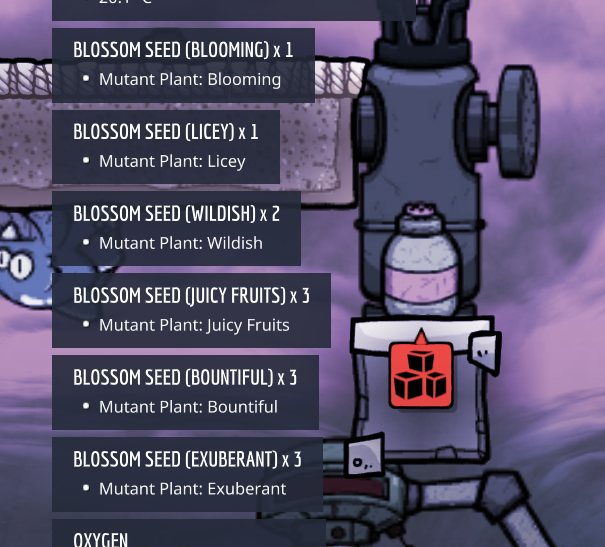 BLOSSOM SEED (BLOOMING) x 1
• Mutant Plant: Blooming
BLOSSOM SEED (LICEY) x 1
• Mutant Plant: Licey
BLOSSOM SEED (WILDISH) x 2
• Mutant Plant: Wildish
BLOSSOM SEED (JUICY FRUITS) x 3
• Mutant Plant: Juicy Fruits
BLOSSOM SEED (BOUNTIFUL) x 3
• Mutant Plant: Bountiful
BLOSSOM SEED (EXUBERANT) x 3
• Mutant Plant: Exuberant
OXYGEN